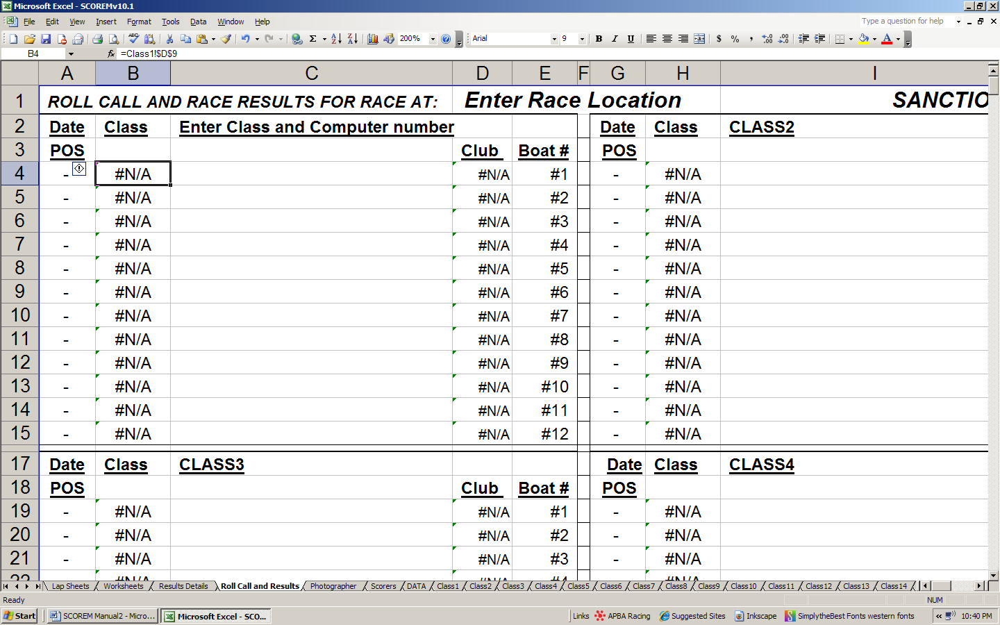 Microsoft Excel - SCOREMv10.1
File Edit View Insert Format Tools Data Window Help Type a question for help
200% Arial 9 B I U $ % ,
B4 fx =Class1!$D$9
A B C D E F G H I
1 ROLL CALL AND RACE RESULTS FOR RACE AT: Enter Race Location SANCTIO
2 Date Class Enter Class and Computer number Date Class CLASS2
3 POS Club Boat # POS
4 - #N/A #N/A #1 - #N/A
5 - #N/A #N/A #2 - #N/A
6 - #N/A #N/A #3 - #N/A
7 - #N/A #N/A #4 - #N/A
8 - #N/A #N/A #5 - #N/A
9 - #N/A #N/A #6 - #N/A
10 - #N/A #N/A #7 - #N/A
11 - #N/A #N/A #8 - #N/A
12 - #N/A #N/A #9 - #N/A
13 - #N/A #N/A #10 - #N/A
14 - #N/A #N/A #11 - #N/A
15 - #N/A #N/A #12 - #N/A
17 Date Class CLASS3 Date Class CLASS4
18 POS Club Boat # POS
19 - #N/A #N/A #1 - #N/A
20 - #N/A #N/A #2 - #N/A
21 - #N/A #N/A #3 - #N/A
22 #N/A #N/A #4 #N/A
Lap Sheets Worksheets Results Details Roll Call and Results Photographer Scorers DATA Class1 Class2 Class3 Class4 Class5 Class6 Class7 Class8 Class9 Class10 Class11 Class12 Class13 Class14
Ready NUM
Start SCOREM Manual2 - Micro... Microsoft Excel - SCO... Links APBA Racing Suggested Sites Inkscape SimplytheBest Fonts western fonts « 10:40 PM